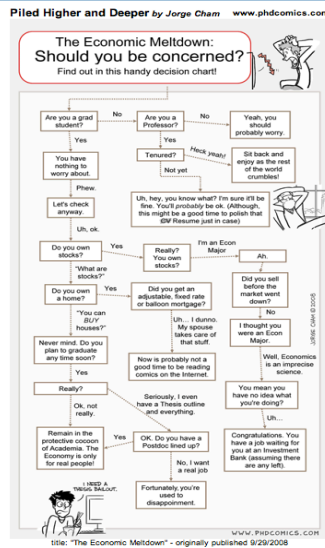 Piled Higher and Deeper by Jorge Cham
www.phdcomics.com
The Economic Meltdown:
Should you be concerned?
Find out in this handy decision chart!
Are you a grad
student?
No
Are you a
Professor?
No
Yeah, you
should
probably worry.
Yes
Yes
You have
nothing to
worry about.
Tenured?
Heck yeah!
Sit back and
enjoy as the rest
of the world
crumbles!
Not yet
Phew.
Uh, hey, you know what? I'm sure it'll be
fine. You'll probably be ok. (Although,
this might be a good time to polish that
Resume just in case)
Let's check
anyway.
Uh, ok.
Do you own
stocks?
Yes
Really?
You own
stocks?
I'm an Econ
Major
Ah.
"What are
stocks?"
Do you own
a home?
Yes
Did you get an
adjustable, fixed rate
or balloon mortgage?
Did you sell
before the
market went
down?
"You can
BUY
houses?"
Uh... I dunno.
My spouse
takes care of
that stuff.
No
I thought you
were an Econ
Major.
Never mind. Do you
plan to graduate
any time soon?
Now is probably not a
good time to be reading
comics on the Internet.
Well, Economics
is an imprecise
science.
Yes
Really?
Seriously, I even
have a Thesis outline
and everything.
You mean you
have no idea what
you're doing?
Ok, not
really.
Uh...
Remain in the
protective cocoon
of Academia. The
Economy is only
for real people!
Yes
OK. Do you have a
Postdoc lined up?
Congratulations. You
have a job waiting for
you at an Investment
Bank (assuming there
are any left).
No, I want
a real job
I NEED A
THESIS BAILOUT.
Fortunately, you're
used to
disappointment.
JORGE CHAM © 2008
WWW.PHDCOMICS.COM
title: "The Economic Meltdown" - originally published 9/29/2008